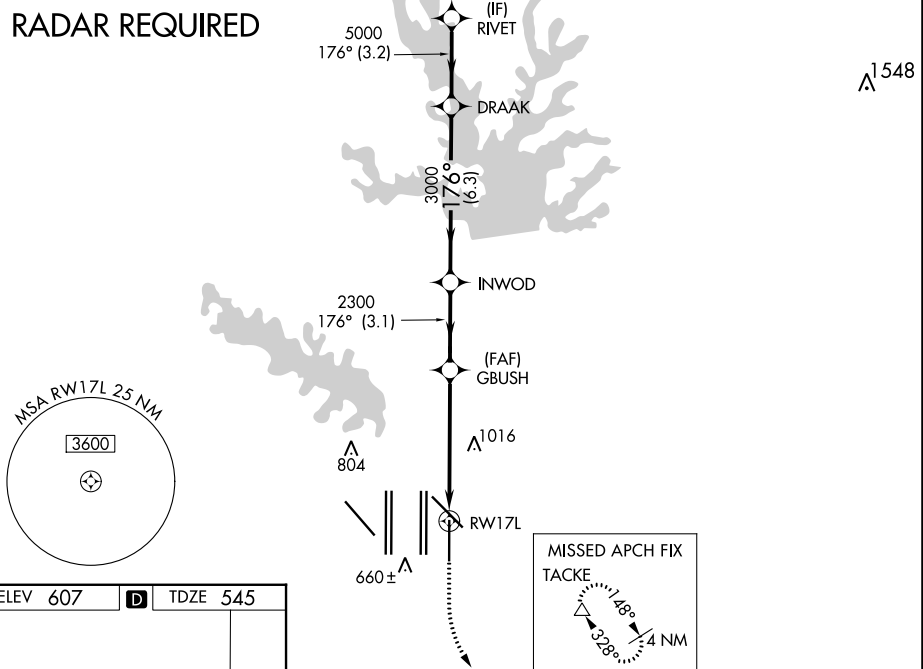 RADAR REQUIRED
(IF)
RIVET
5000
176° (3.2)
1548
DRAAK
3000
176°
(6.3)
INWOD
2300
176° (3.1)
(FAF)
GBUSH
MSA RW17L 25 NM
3600
1016
804
RW17L
660±
MISSED APCH FIX
TACKE
148°
328°
4 NM
ELEV 607 D TDZE 545